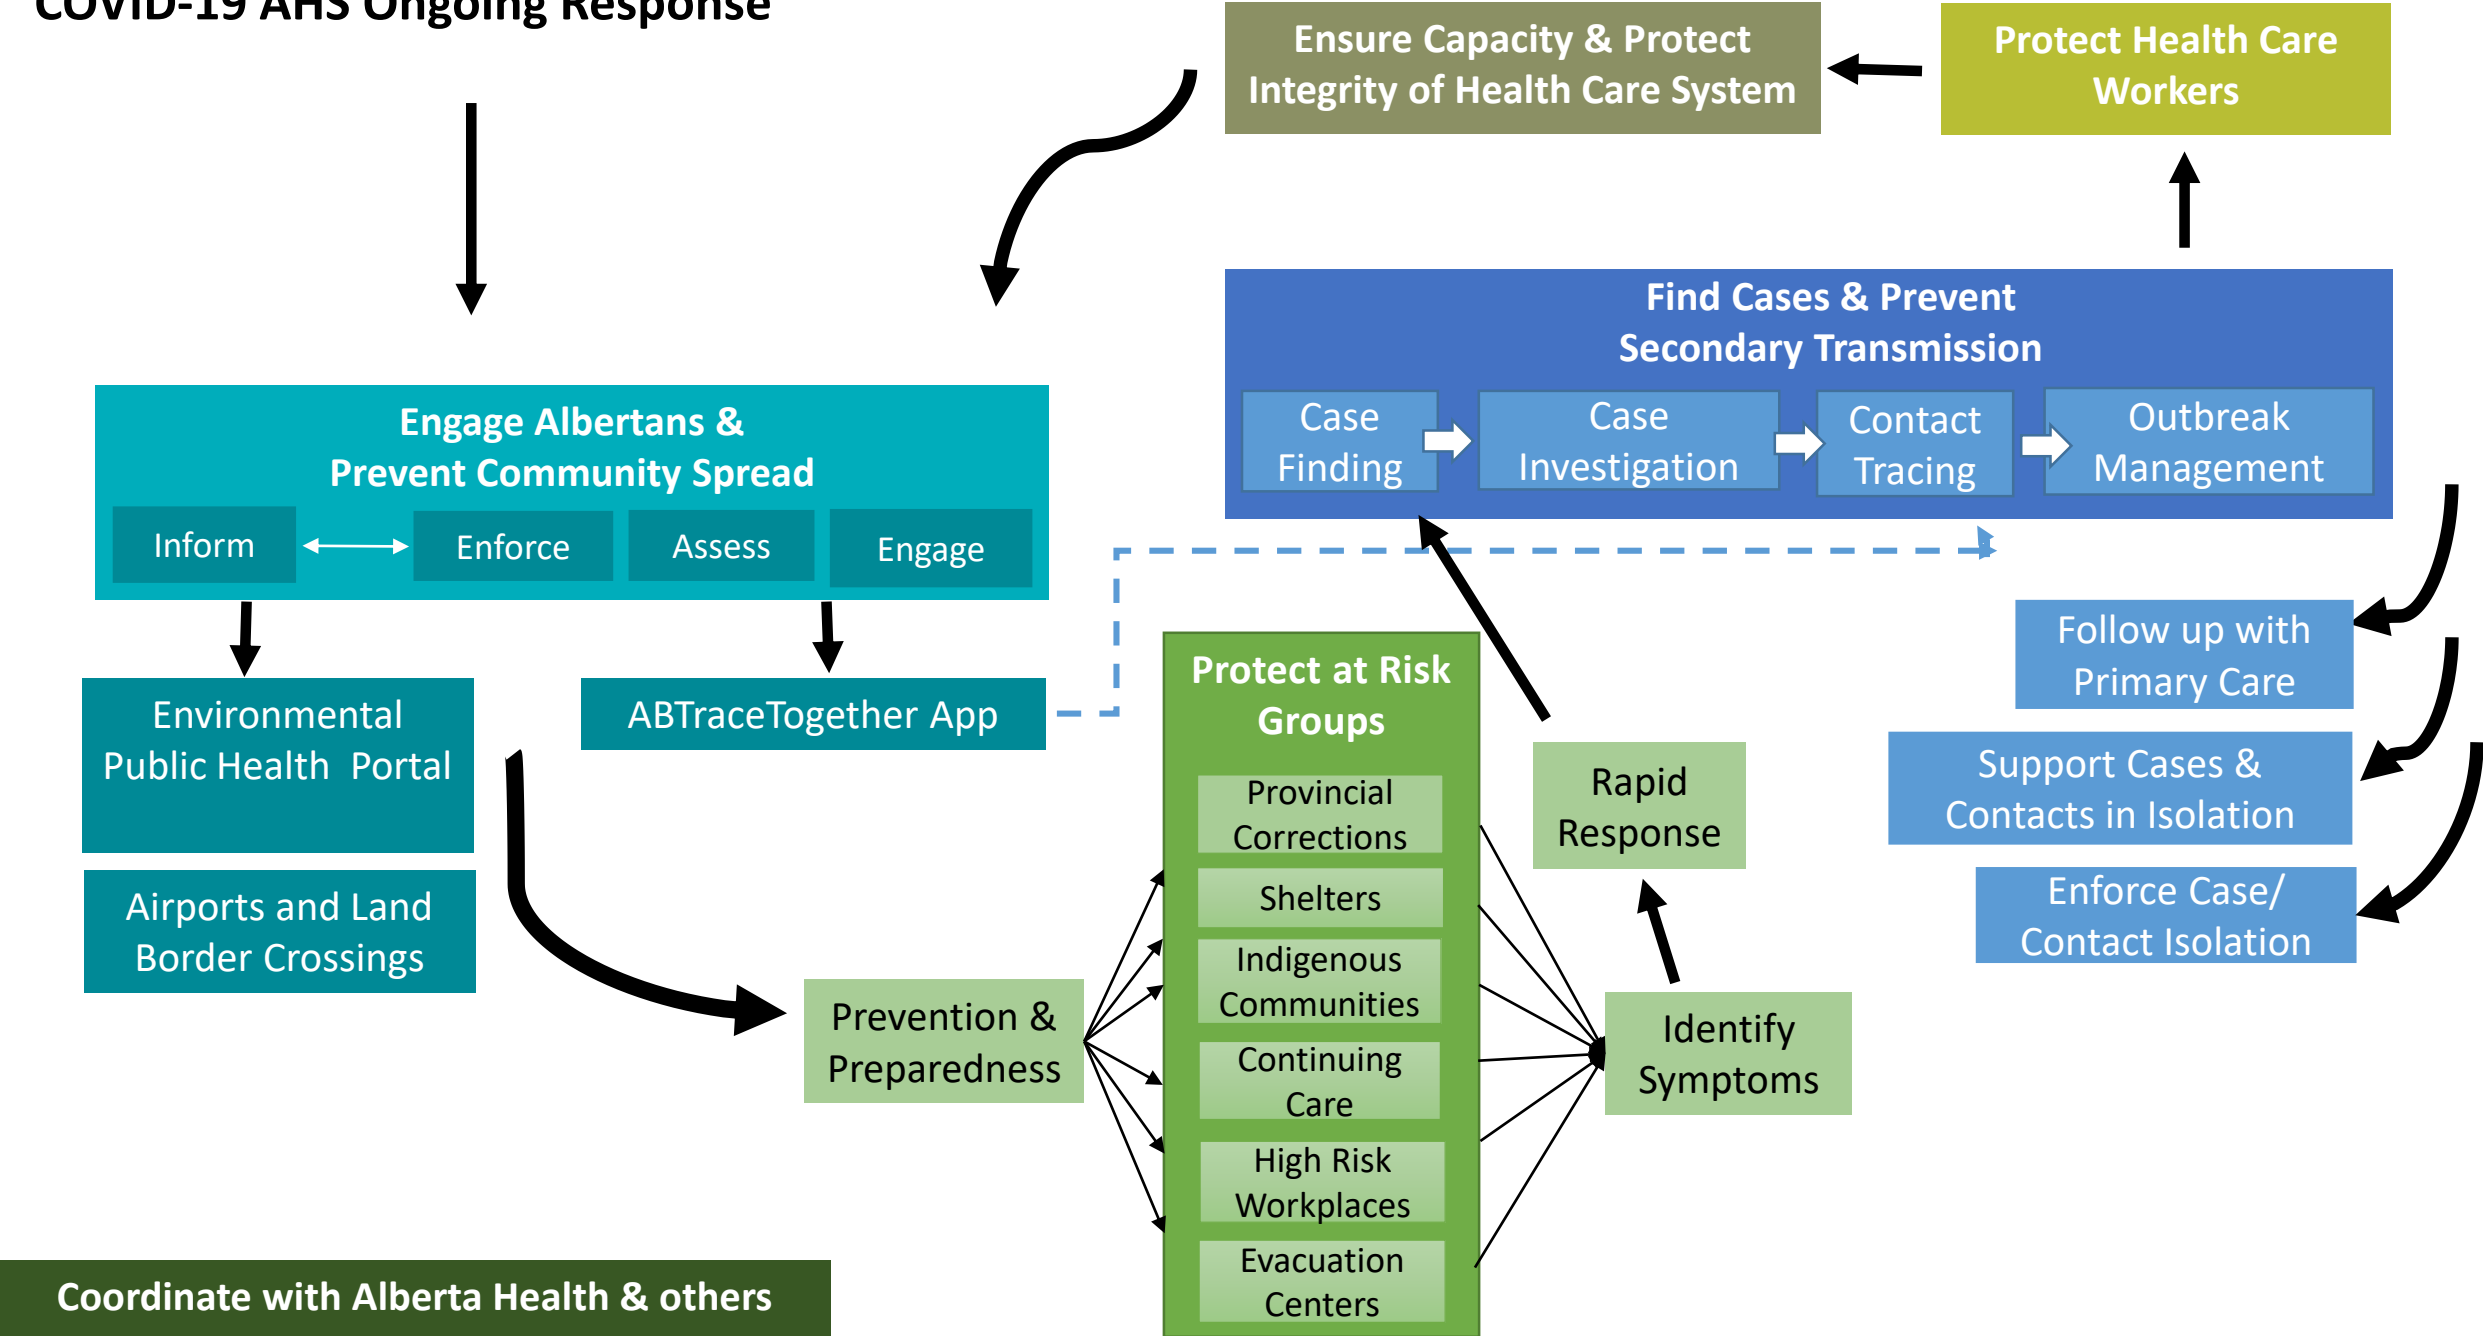 COVID-19 AHS Ongoing Response
Ensure Capacity & Protect
Integrity of Health Care System
Protect Health Care
Workers
Find Cases & Prevent
Secondary Transmission
Case
Finding
Case
Investigation
Contact
Tracing
Outbreak
Management
Engage Albertans &
Prevent Community Spread
Inform
Enforce
Assess
Engage
Environmental
Public Health Portal
ABTraceTogether App
Airports and Land
Border Crossings
Prevention &
Preparedness
Protect at Risk
Groups
Provincial
Corrections
Shelters
Indigenous
Communities
Continuing
Care
High Risk
Workplaces
Evacuation
Centers
Rapid
Response
Identify
Symptoms
Follow up with
Primary Care
Support Cases &
Contacts in Isolation
Enforce Case/
Contact Isolation
Coordinate with Alberta Health & others